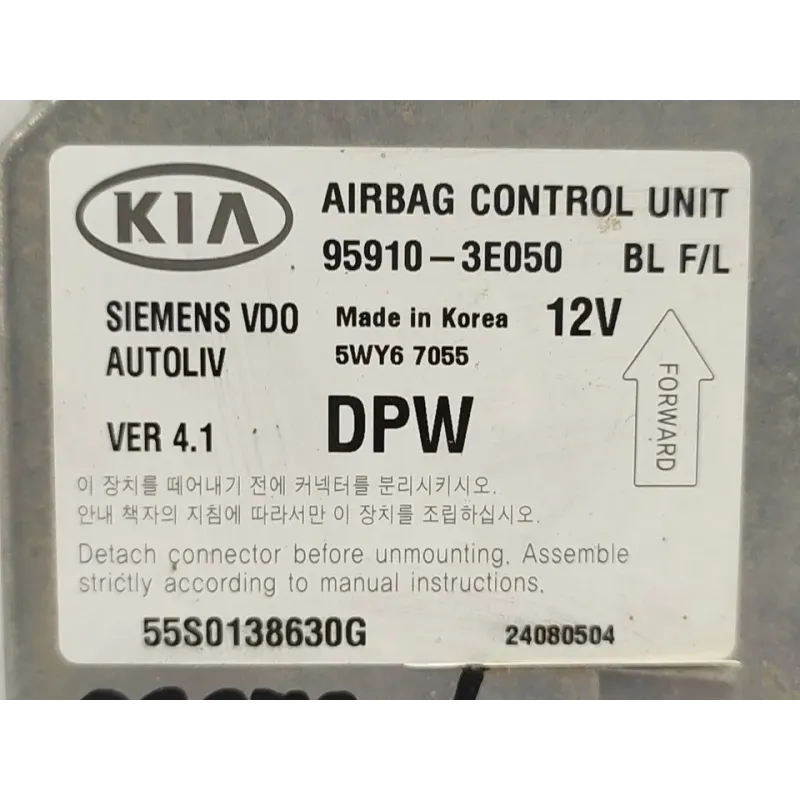 KIA
AIRBAG CONTROL UNIT
95910-3E050 BL F/L
SIEMENS VDO
AUTOLIV
Made in Korea
5WY6 7055
12V
FORWARD
VER 4.1
DPW
이 장치를 떼어내기 전에 커넥터를 분리시키시오.
안내 책자의 지침에 따라서만 이 장치를 조립하십시오.
Detach connector before unmounting. Assemble
strictly according to manual instructions.
55S0138630G
24080504